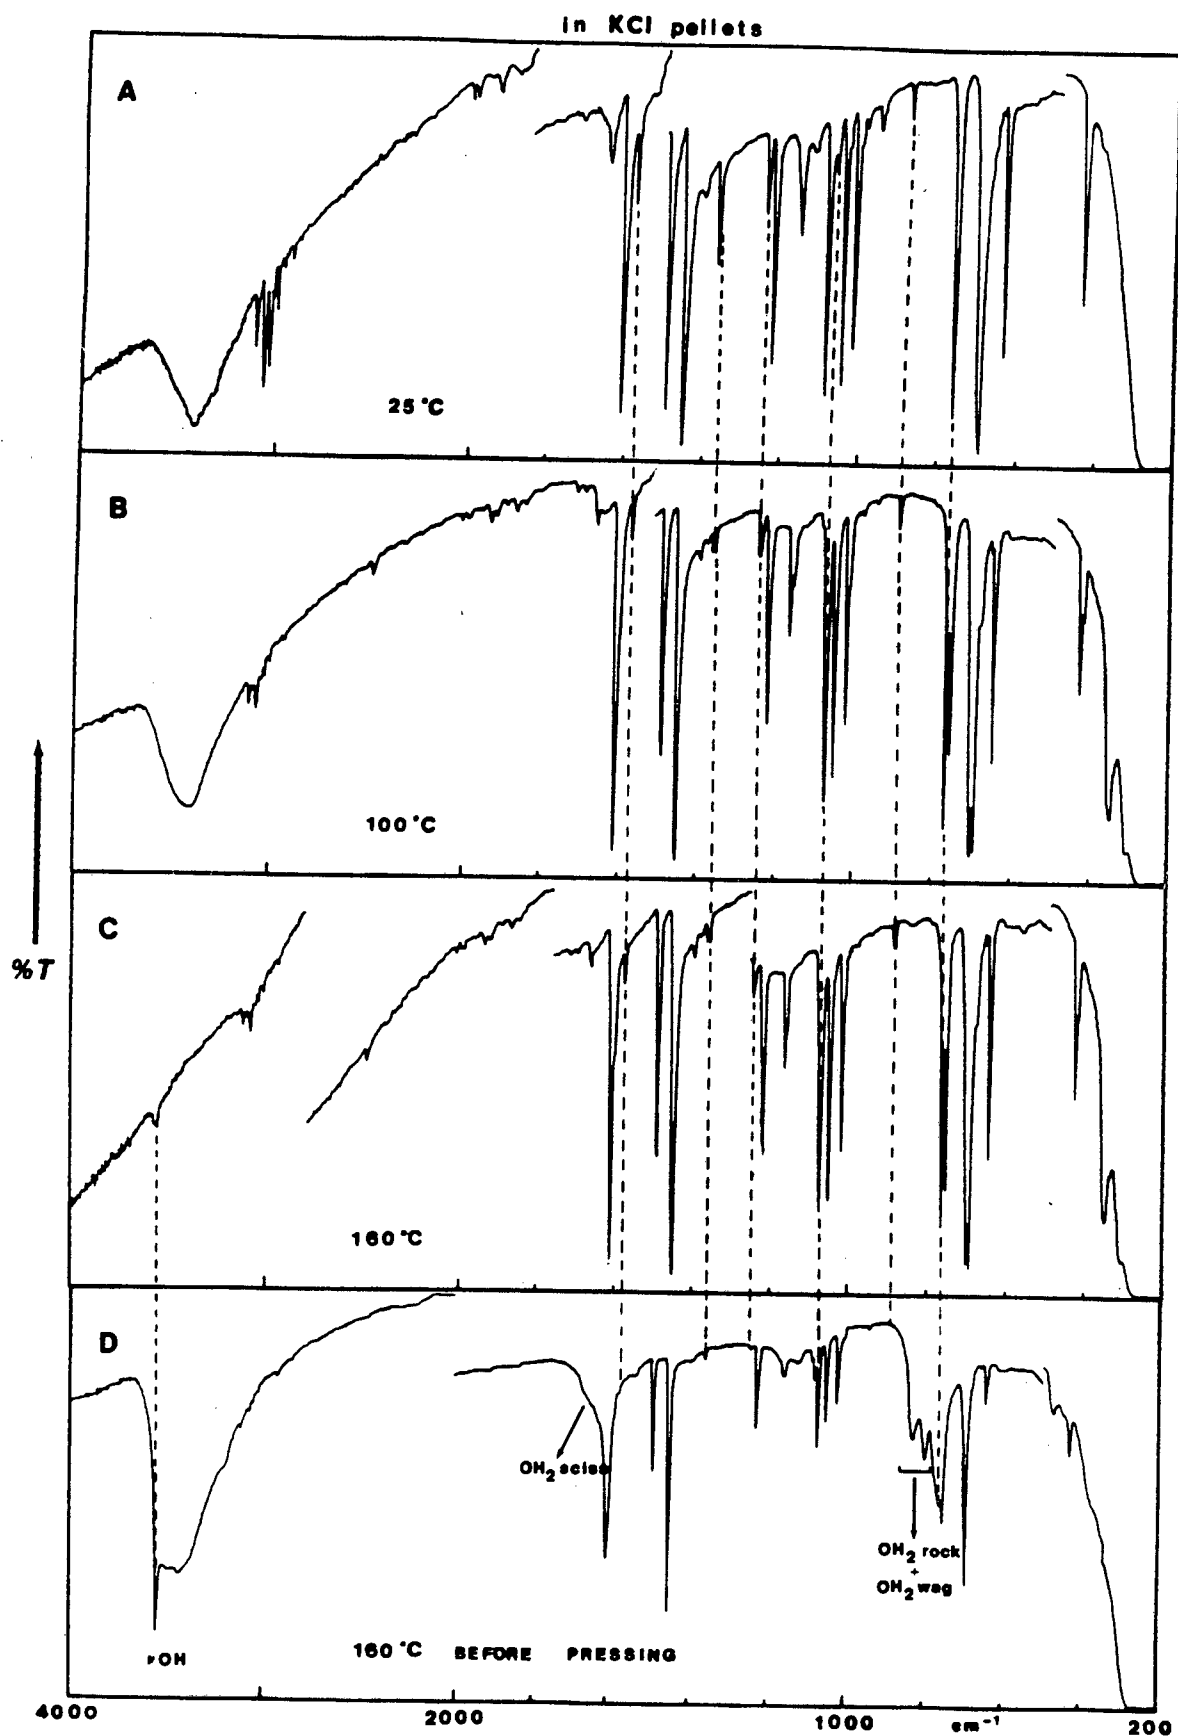 in KCl pellets
A
25°C
B
100°C
%T
C
160°C
D
OH2 sciss
OH2 rock
+
OH2 wag
νOH
160°C BEFORE PRESSING
4000
2000
1000
cm-1
200